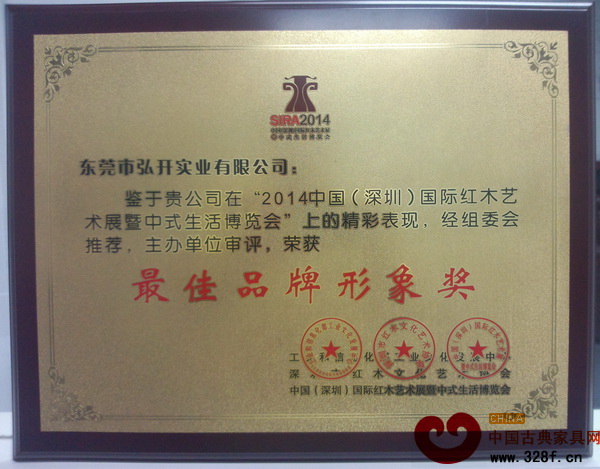 SIRA2014
东莞市弘开实业有限公司：
鉴于贵公司在“2014中国（深圳）国际红木艺
术展暨中式生活博览会”上的精彩表现，经组委会
推荐，主办单位审评，荣获
最佳品牌形象奖
中国（深圳）国际红木艺术展暨中式生活博览会
CHINA
中国古典家具网
www.328f.cn